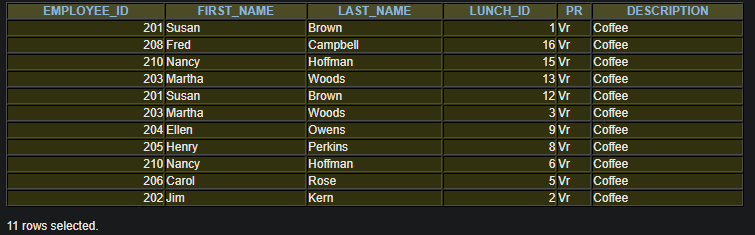 EMPLOYEE_ID FIRST_NAME LAST_NAME LUNCH_ID PR DESCRIPTION
201 Susan Brown 1 Vr Coffee
208 Fred Campbell 16 Vr Coffee
210 Nancy Hoffman 15 Vr Coffee
203 Martha Woods 13 Vr Coffee
201 Susan Brown 12 Vr Coffee
203 Martha Woods 3 Vr Coffee
204 Ellen Owens 9 Vr Coffee
205 Henry Perkins 8 Vr Coffee
210 Nancy Hoffman 6 Vr Coffee
206 Carol Rose 5 Vr Coffee
202 Jim Kern 2 Vr Coffee
11 rows selected.